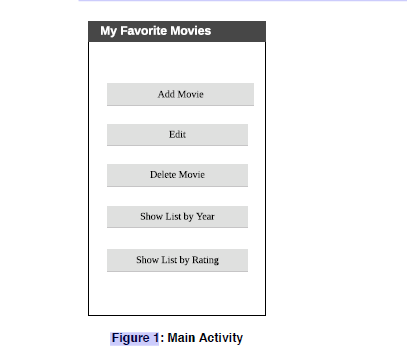 My Favorite Movies
Add Movie
Edit
Delete Movie
Show List by Year
Show List by Rating
Figure 1: Main Activity